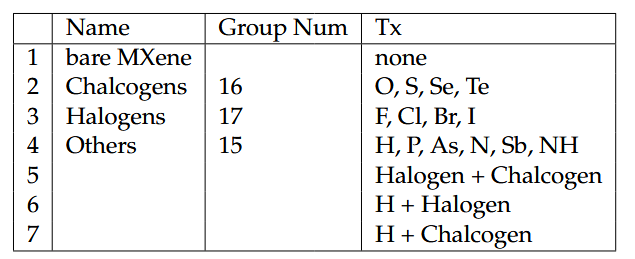 Name Group Num Tx
1 bare MXene none
2 Chalcogens 16 O, S, Se, Te
3 Halogens 17 F, Cl, Br, I
4 Others 15 H, P, As, N, Sb, NH
5 Halogen + Chalcogen
6 H + Halogen
7 H + Chalcogen